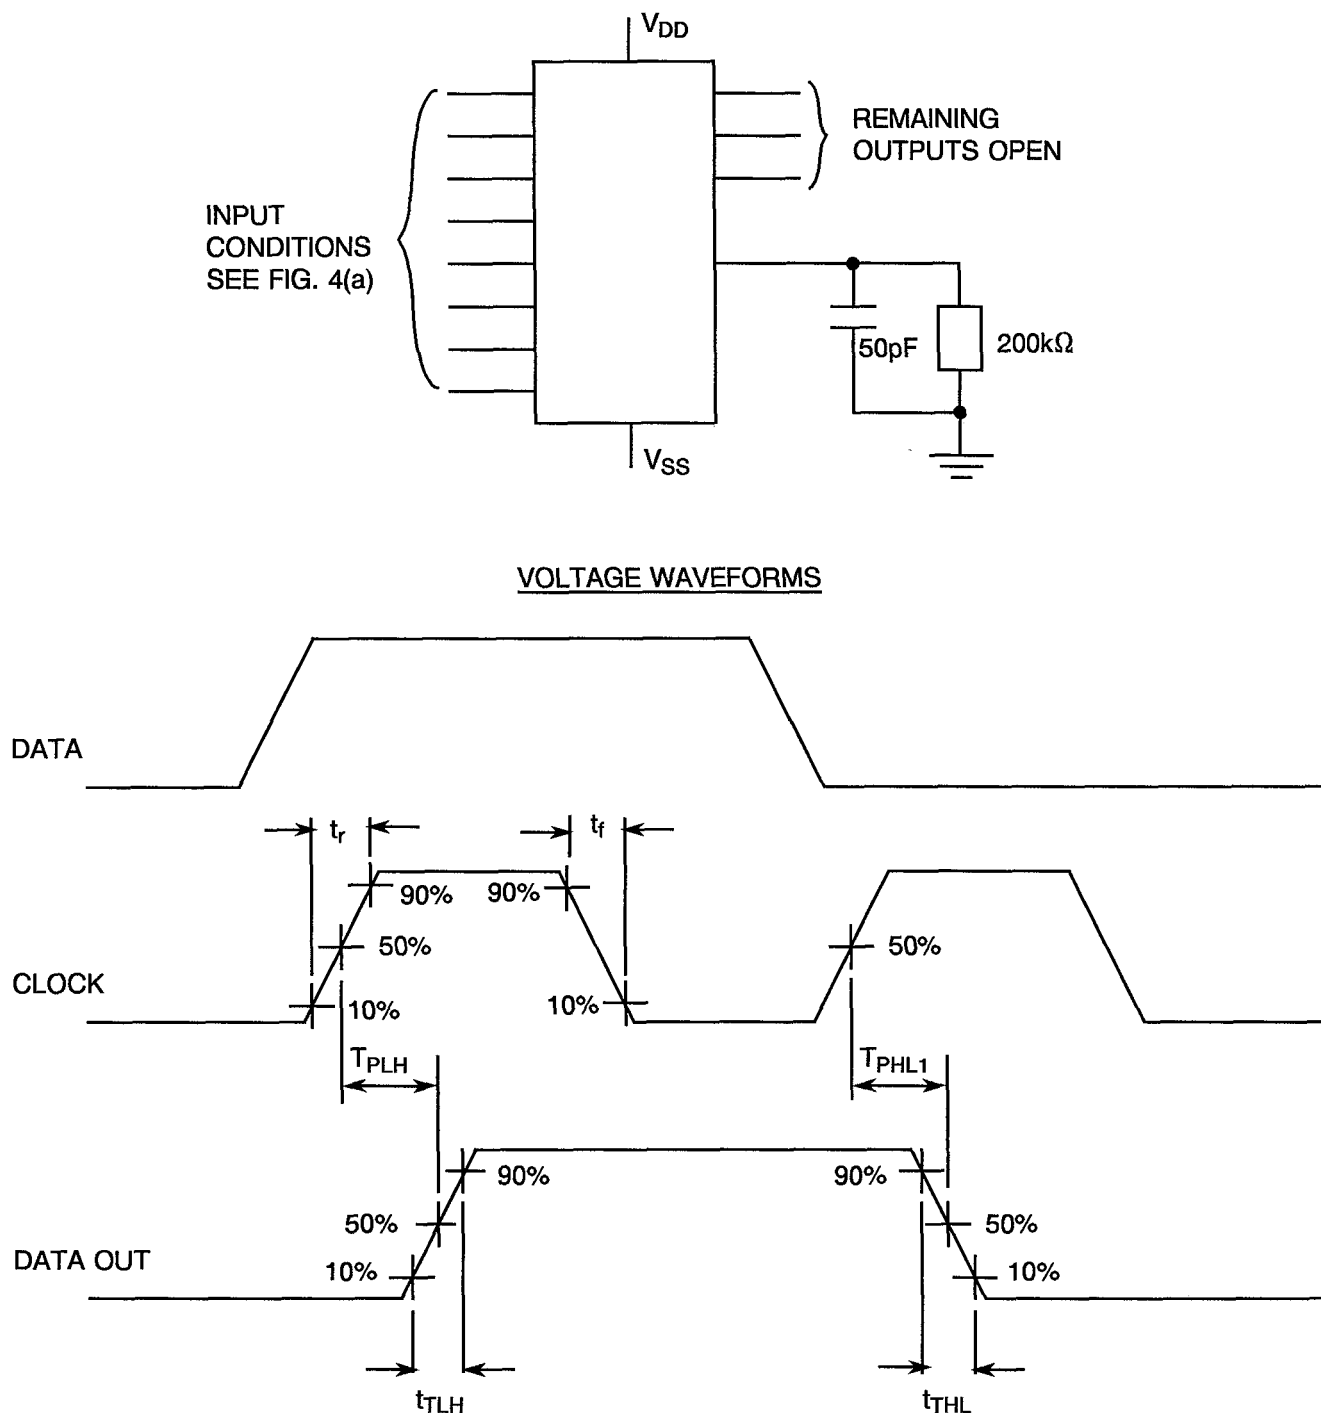 VDD
REMAINING
OUTPUTS OPEN
INPUT
CONDITIONS
SEE FIG. 4(a)
50pF
200kΩ
VSS
VOLTAGE WAVEFORMS
DATA
tr
tf
90%
90%
50%
50%
CLOCK
10%
10%
TPLH
TPHL1
90%
90%
50%
50%
DATA OUT
10%
10%
tTLH
tTHL